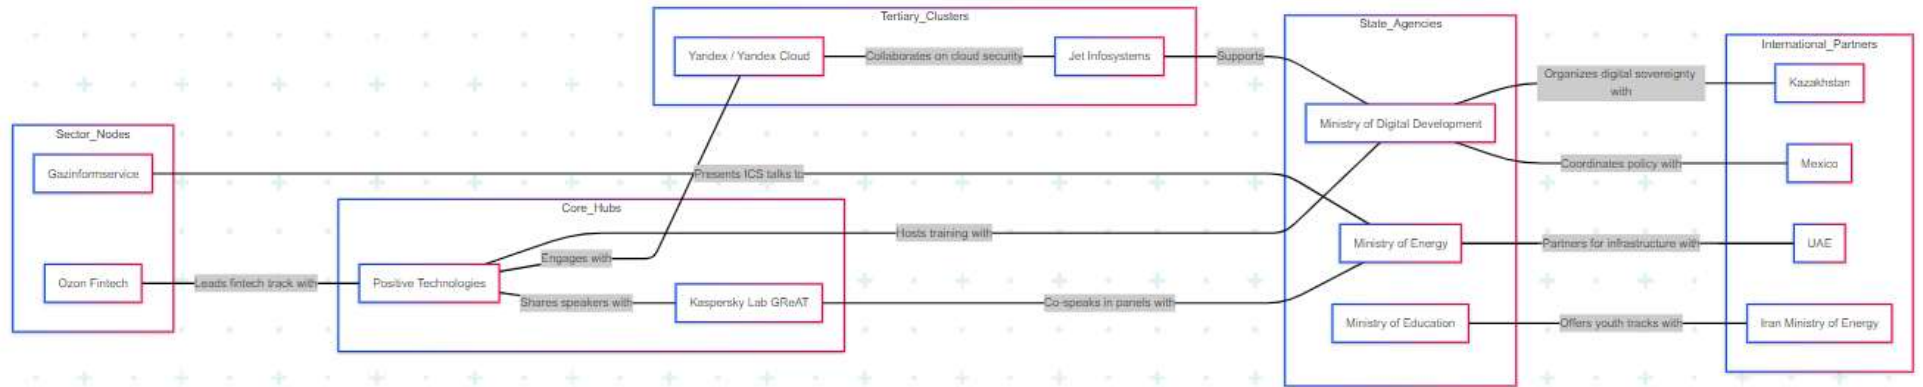 Tertiary_Clusters
Yandex / Yandex Cloud
Collaborates on cloud security
Jet Infosystems
Supports
State_Agencies
Ministry of Digital Development
Ministry of Energy
Ministry of Education
International_Partners
Organizes digital sovereignty
with
Kazakhstan
Coordinates policy with
Mexico
Partners for infrastructure with
UAE
Offers youth tracks with
Iran Ministry of Energy
Sector_Nodes
Gazinformservice
Presents ICS talks to
Ozon Fintech
Leads fintech track with
Core_Hubs
Positive Technologies
Hosts training with
Engages with
Shares speakers with
Kaspersky Lab GReAT
Co-speaks in panels with